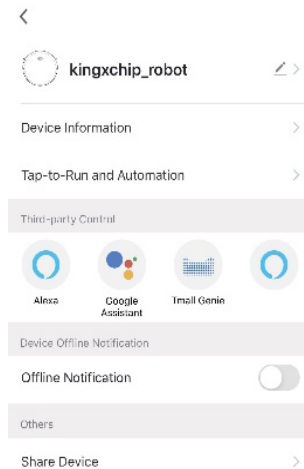 kingxchip_robot
Device Information
Tap-to-Run and Automation
Third-party Control
Alexa
Google
Assistant
Tmall Genie
Device Offline Notification
Offline Notification
Others
Share Device